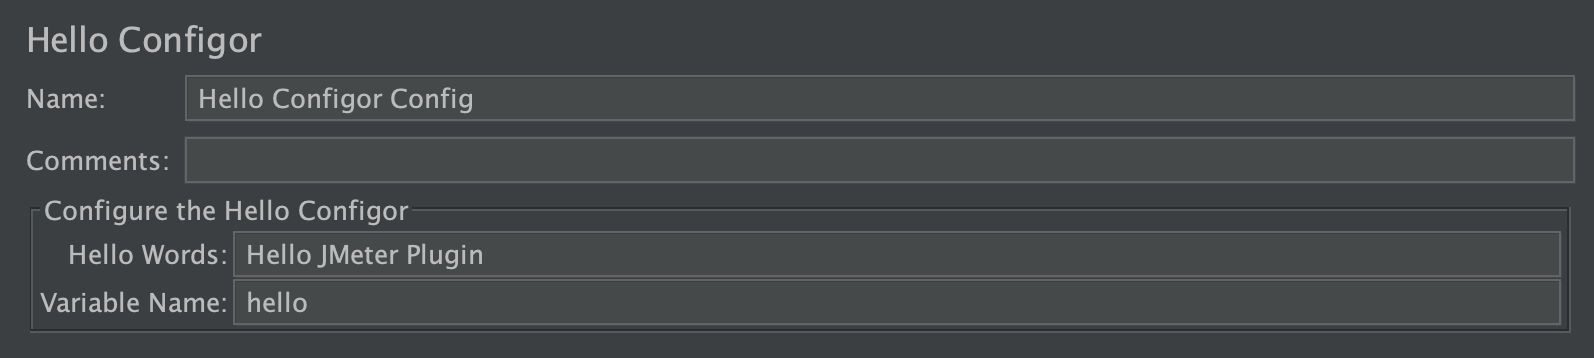 Hello Configor
Name: Hello Configor Config
Comments:
Configure the Hello Configor
Hello Words: Hello JMeter Plugin
Variable Name: hello